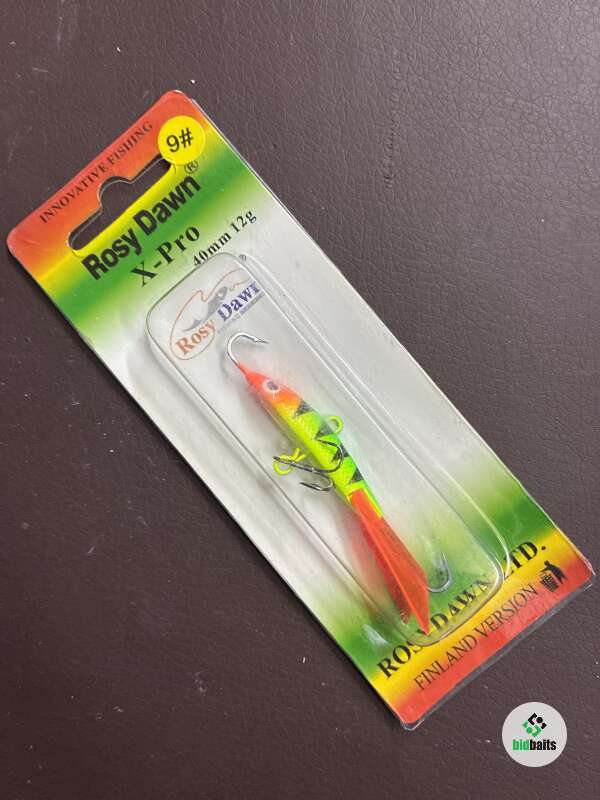 INNOVATIVE FISHING
9#
Rosy Dawn®
X-Pro
40mm 12g
Rosy Dawn
ROSY DAWN LTD.
FINLAND VERSION
bidbaits